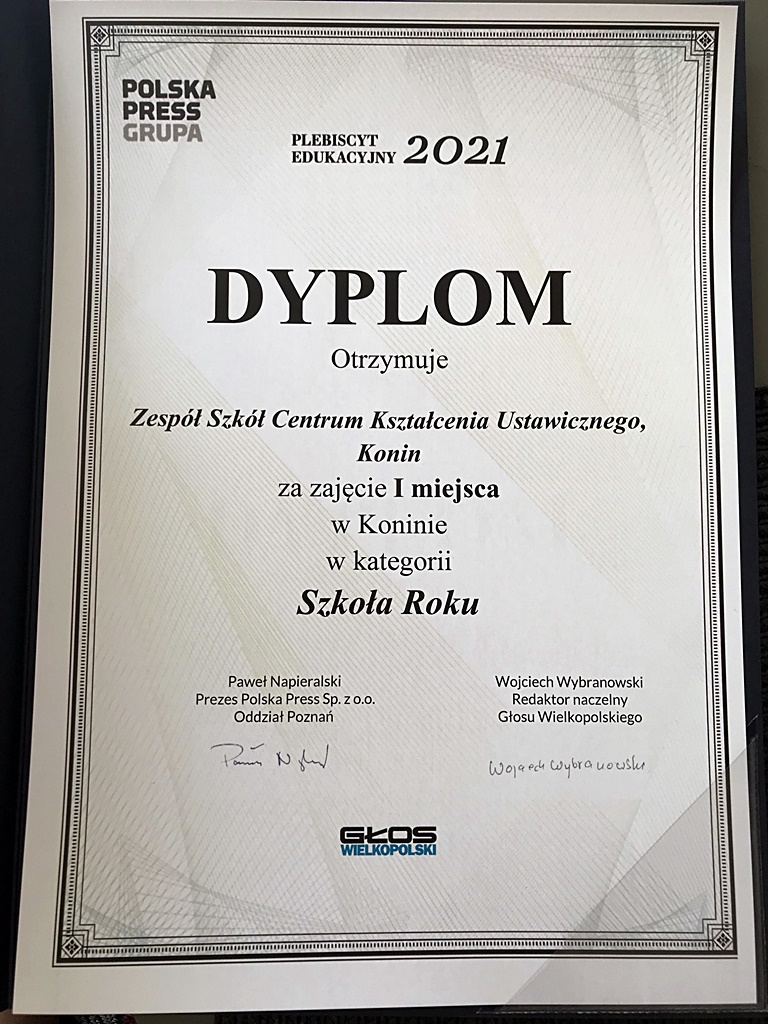 POLSKA
PRESS
GRUPA
PLEBISCYT
EDUKACYJNY 2021
DYPLOM
Otrzymuje
Zespół Szkół Centrum Kształcenia Ustawicznego,
Konin
za zajęcie I miejsca
w Koninie
w kategorii
Szkoła Roku
Paweł Napieralski
Prezes Polska Press Sp. z o.o.
Oddział Poznań
Wojciech Wybranowski
Redaktor naczelny
Głosu Wielkopolskiego
Wojciech Wybranowski
GŁOS
WIELKOPOLSKI